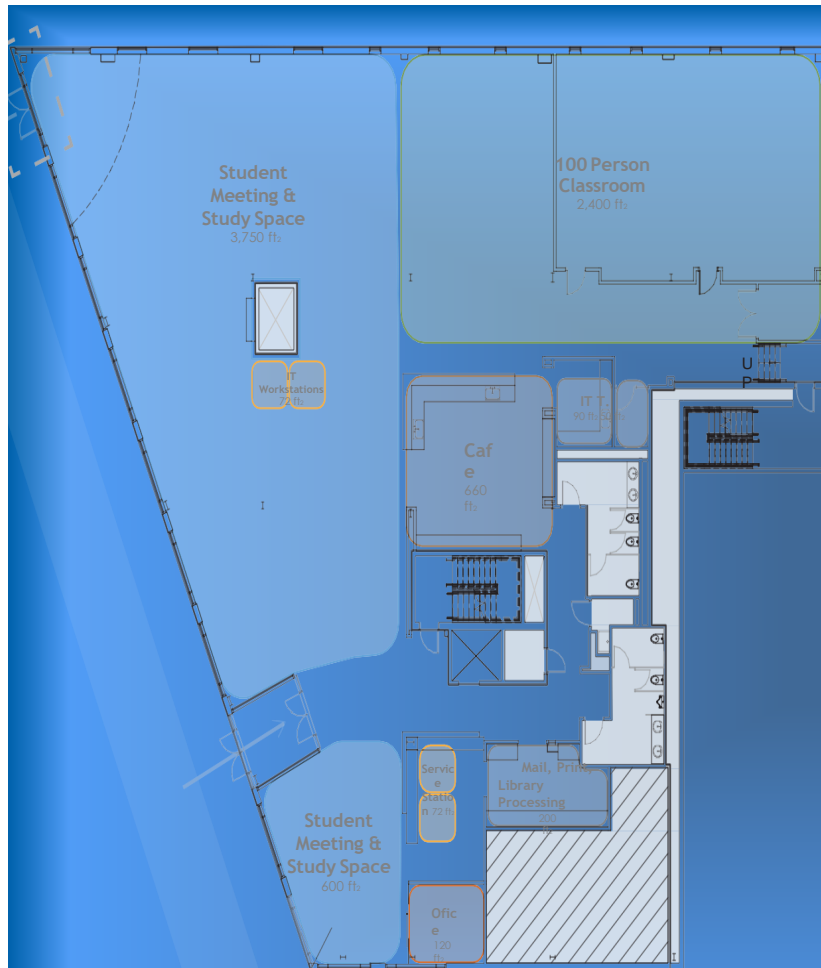 Student
Meeting &
Study Space
3,750 ft²
100 Person
Classroom
2,400 ft²
IT
Workstations
72 ft²
U
P
Caf
e
660
ft²
IT T.
90 ft²
Servic
e
Statio
n 72 ft²
Mail, Print,
Library
Processing
200
Student
Meeting &
Study Space
600 ft²
Ofic
e
120
ft²